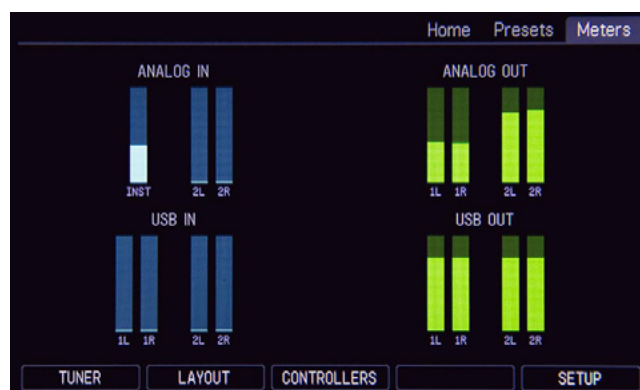 Home Presets Meters
ANALOG IN ANALOG OUT
INST 2L 2R 1L 1R 2L 2R
USB IN USB OUT
1L 1R 2L 2R 1L 1R 2L 2R
TUNER LAYOUT CONTROLLERS SETUP